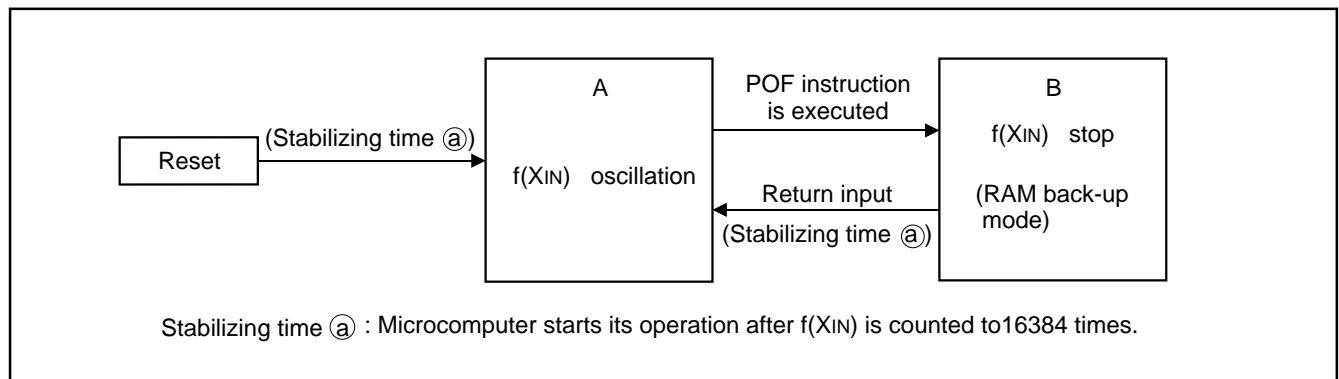 Reset
(Stabilizing time ⓐ)
A
f(XIN) oscillation
POF instruction
is executed
Return input
(Stabilizing time ⓐ)
B
f(XIN) stop
(RAM back-up
mode)
Stabilizing time ⓐ : Microcomputer starts its operation after f(XIN) is counted to16384 times.